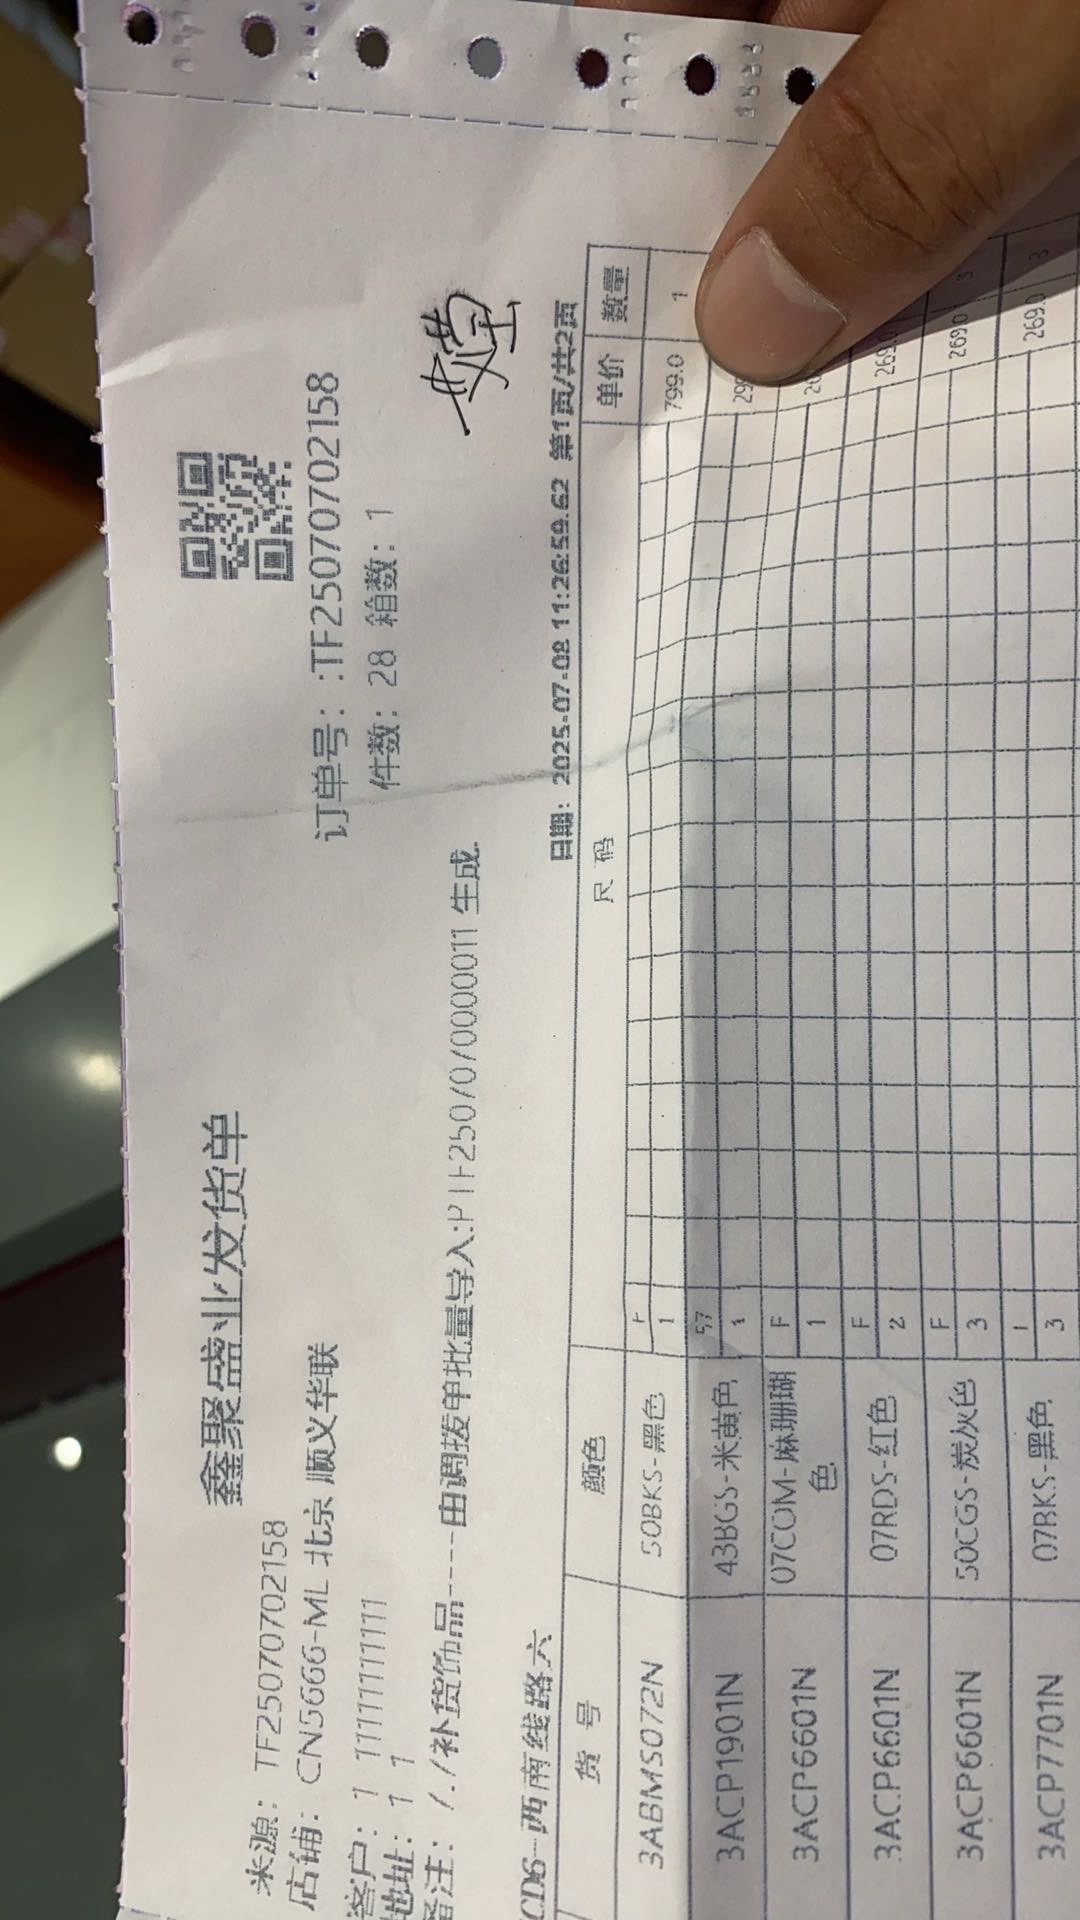 鑫聚盛业发货单
来源： TF2507070 2158
店铺： CN5666-ML 北京 顺义华联
订单号： :TF25070702158
客户： 1 11111111111
件数： 28 箱数： 1
地址： 1 1
备注： /./补货饰品----由调拨单批量导入:PTF25070000011 生成.
CD6--西南线路六
日期： 2025-07-08 11:26:59.62 第1页/共2页
货 号 颜色 尺 码 单价 数量
3ABMS072N 50BKS-黑色 F 1 799.0 1
3ACP1901N 43BGS-米黄色 57 1
3ACP6601N 07COM-麻珊瑚色 F 1
3ACP6601N 07RDS-红色 F 2 269.0
3ACP6601N 50CGS-炭灰色 F 3 269.0 3
3ACP7701N 07BKS-黑色 3 269.0 3